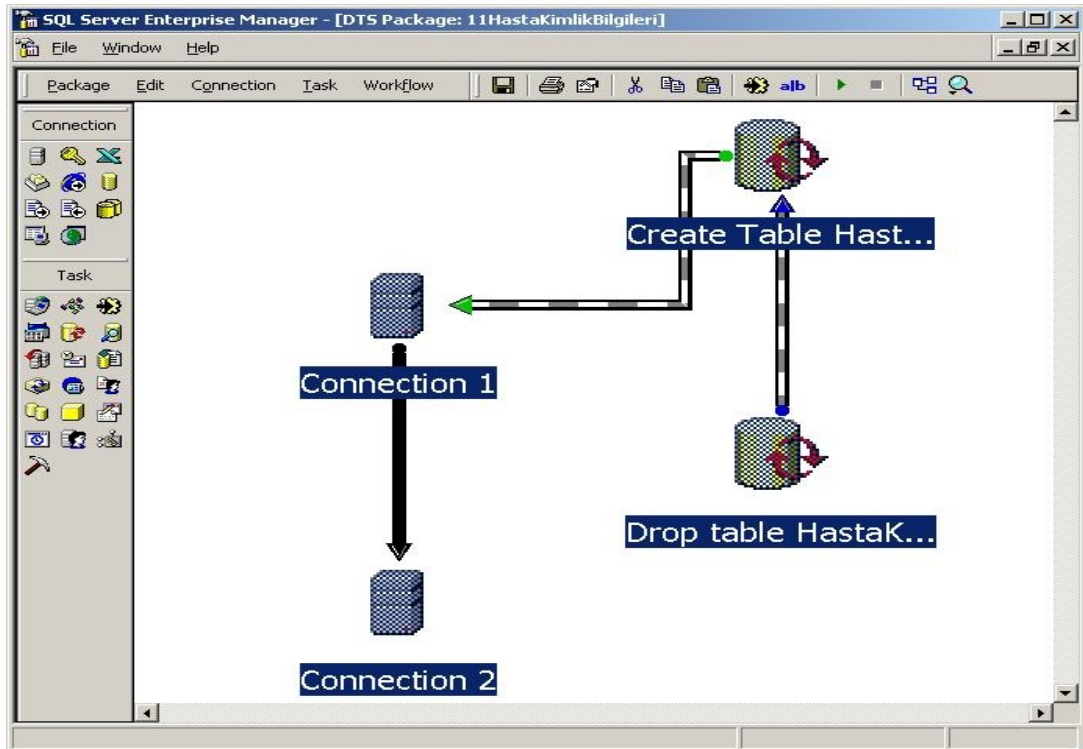 SQL Server Enterprise Manager - [DTS Package: 11HastaKimlikBilgileri]
File Window Help
Package Edit Connection Task Workflow alb
Connection
Task
Create Table Hast...
Connection 1
Drop table HastaK...
Connection 2